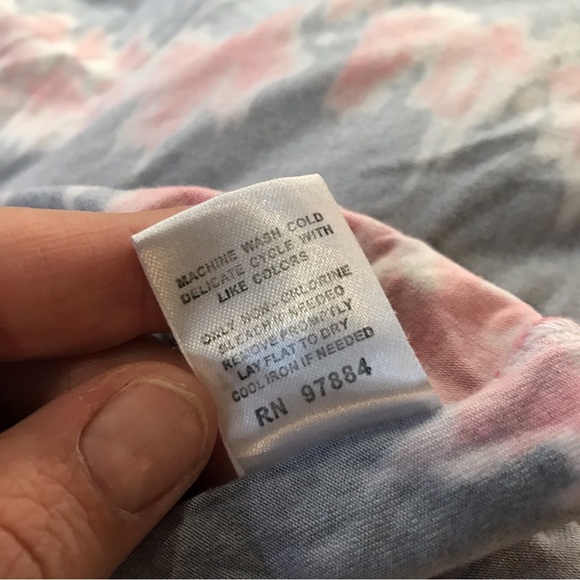 MACHINE WASH COLD
DELICATE CYCLE WITH
LIKE COLORS
ONLY NON-CHLORINE
BLEACH IF NEEDED
REMOVE PROMPTLY
LAY FLAT TO DRY
COOL IRON IF NEEDED
RN 97884